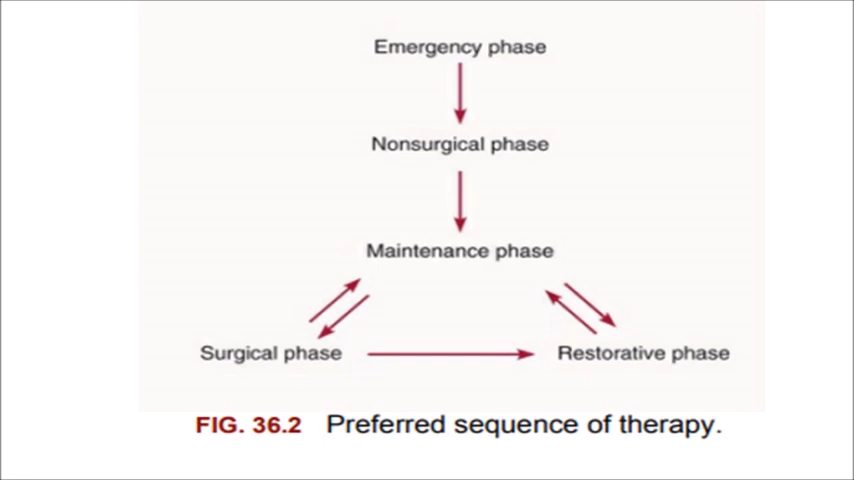 Emergency phase
Nonsurgical phase
Maintenance phase
Surgical phase
Restorative phase
FIG. 36.2 Preferred sequence of therapy.